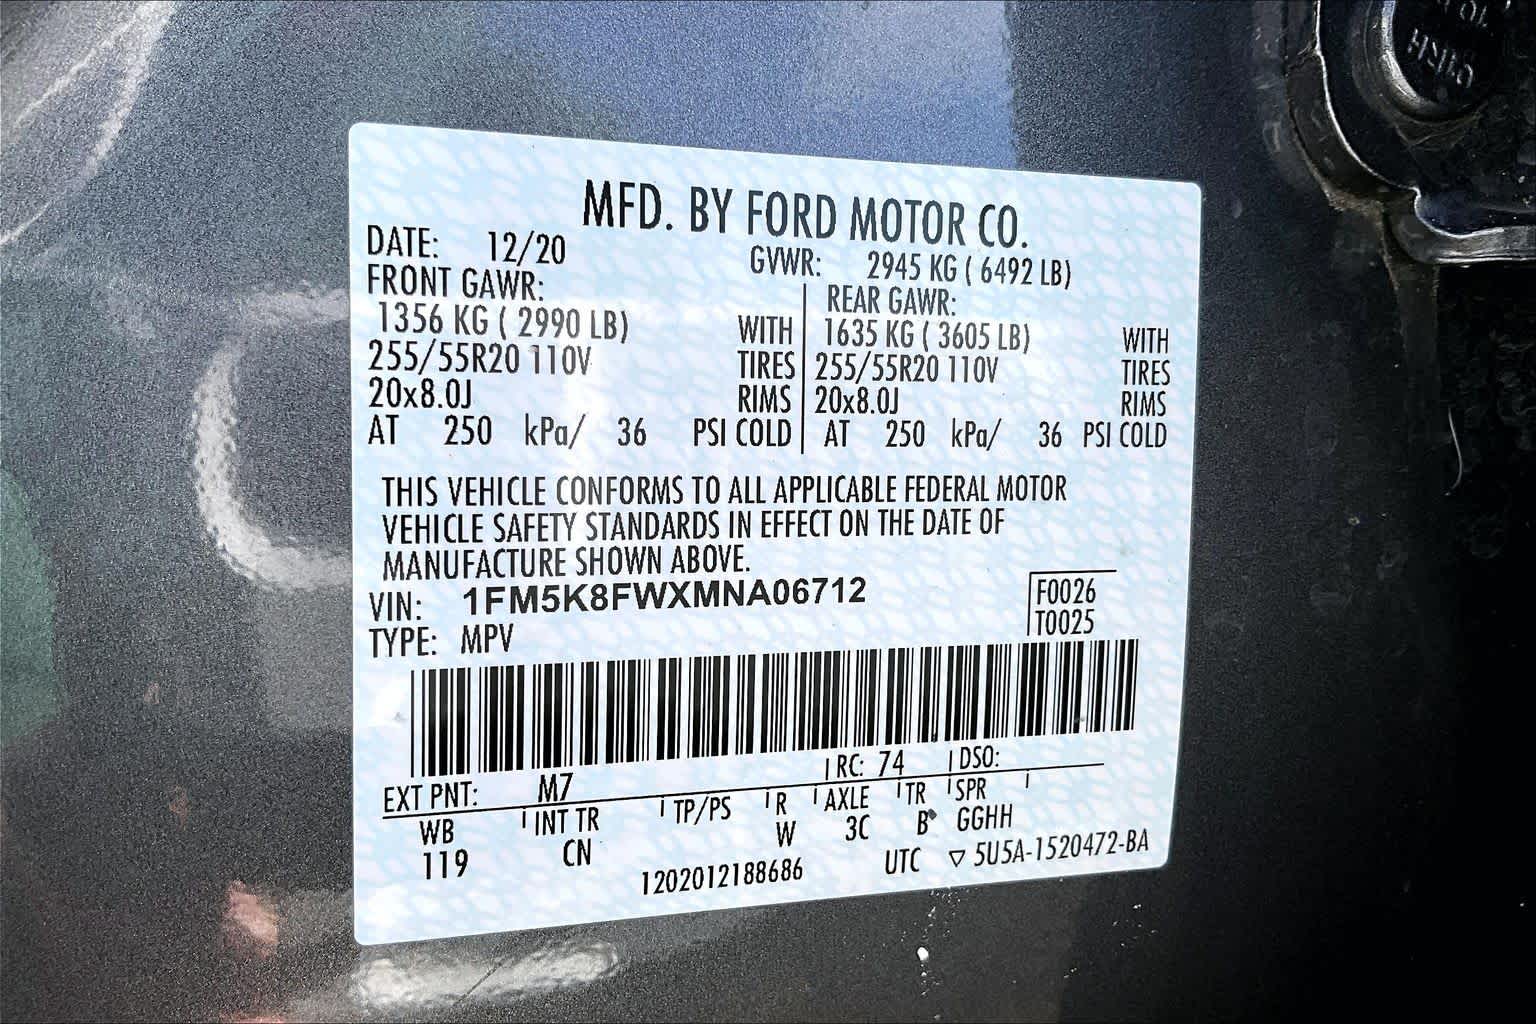 MFD. BY FORD MOTOR CO.
DATE: 12/20 GVWR: 2945 KG ( 6492 LB)
FRONT GAWR: REAR GAWR:
1356 KG ( 2990 LB) WITH 1635 KG ( 3605 LB) WITH
255/55R20 110V TIRES 255/55R20 110V TIRES
20x8.0J RIMS 20x8.0J RIMS
AT 250 kPa/ 36 PSI COLD AT 250 kPa/ 36 PSI COLD
THIS VEHICLE CONFORMS TO ALL APPLICABLE FEDERAL MOTOR
VEHICLE SAFETY STANDARDS IN EFFECT ON THE DATE OF
MANUFACTURE SHOWN ABOVE.
VIN: 1FM5K8FWXMNA06712 F0026
TYPE: MPV T0025
EXT PNT: M7 RC: 74 DSO:
WB INT TR TP/PS R AXLE TR SPR
119 CN W 3C B GGHH
1202012188686 UTC ▽ 5U5A-1520472-BA